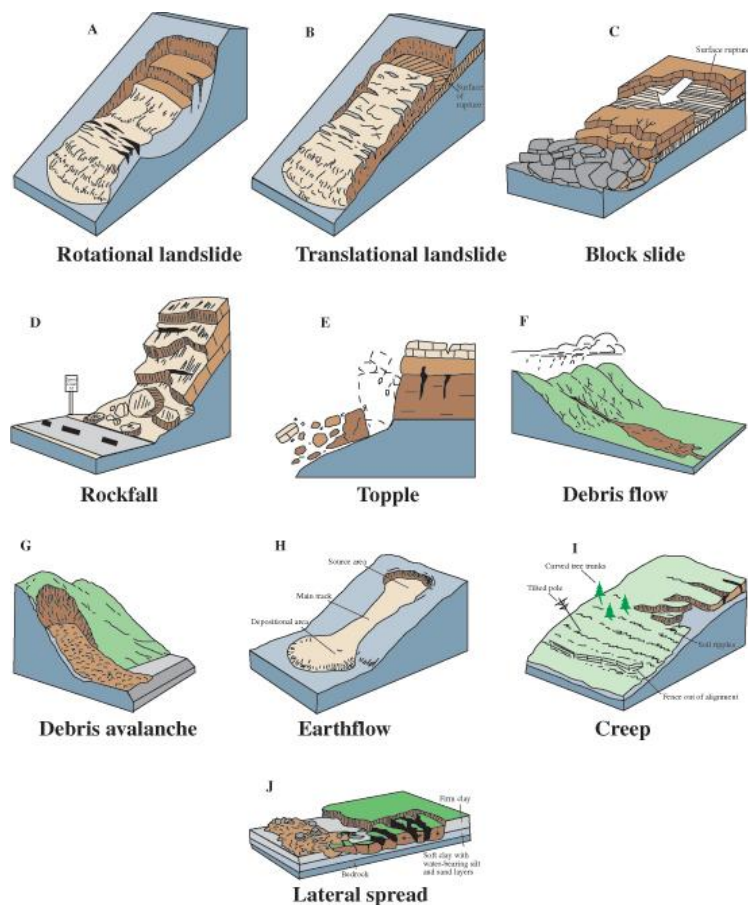 A
B
C
Surface rupture
Surface of rupture
Rotational landslide
Translational landslide
Block slide
D
E
F
Rockfall
Topple
Debris flow
G
H
I
Source area
Main track
Depositional area
Curved tree trunks
Tilted pole
Soil ripples
Fence out of alignment
Debris avalanche
Earthflow
Creep
J
Firm clay
Soft clay with
water-bearing silt
and sand layers
Bedrock
Lateral spread